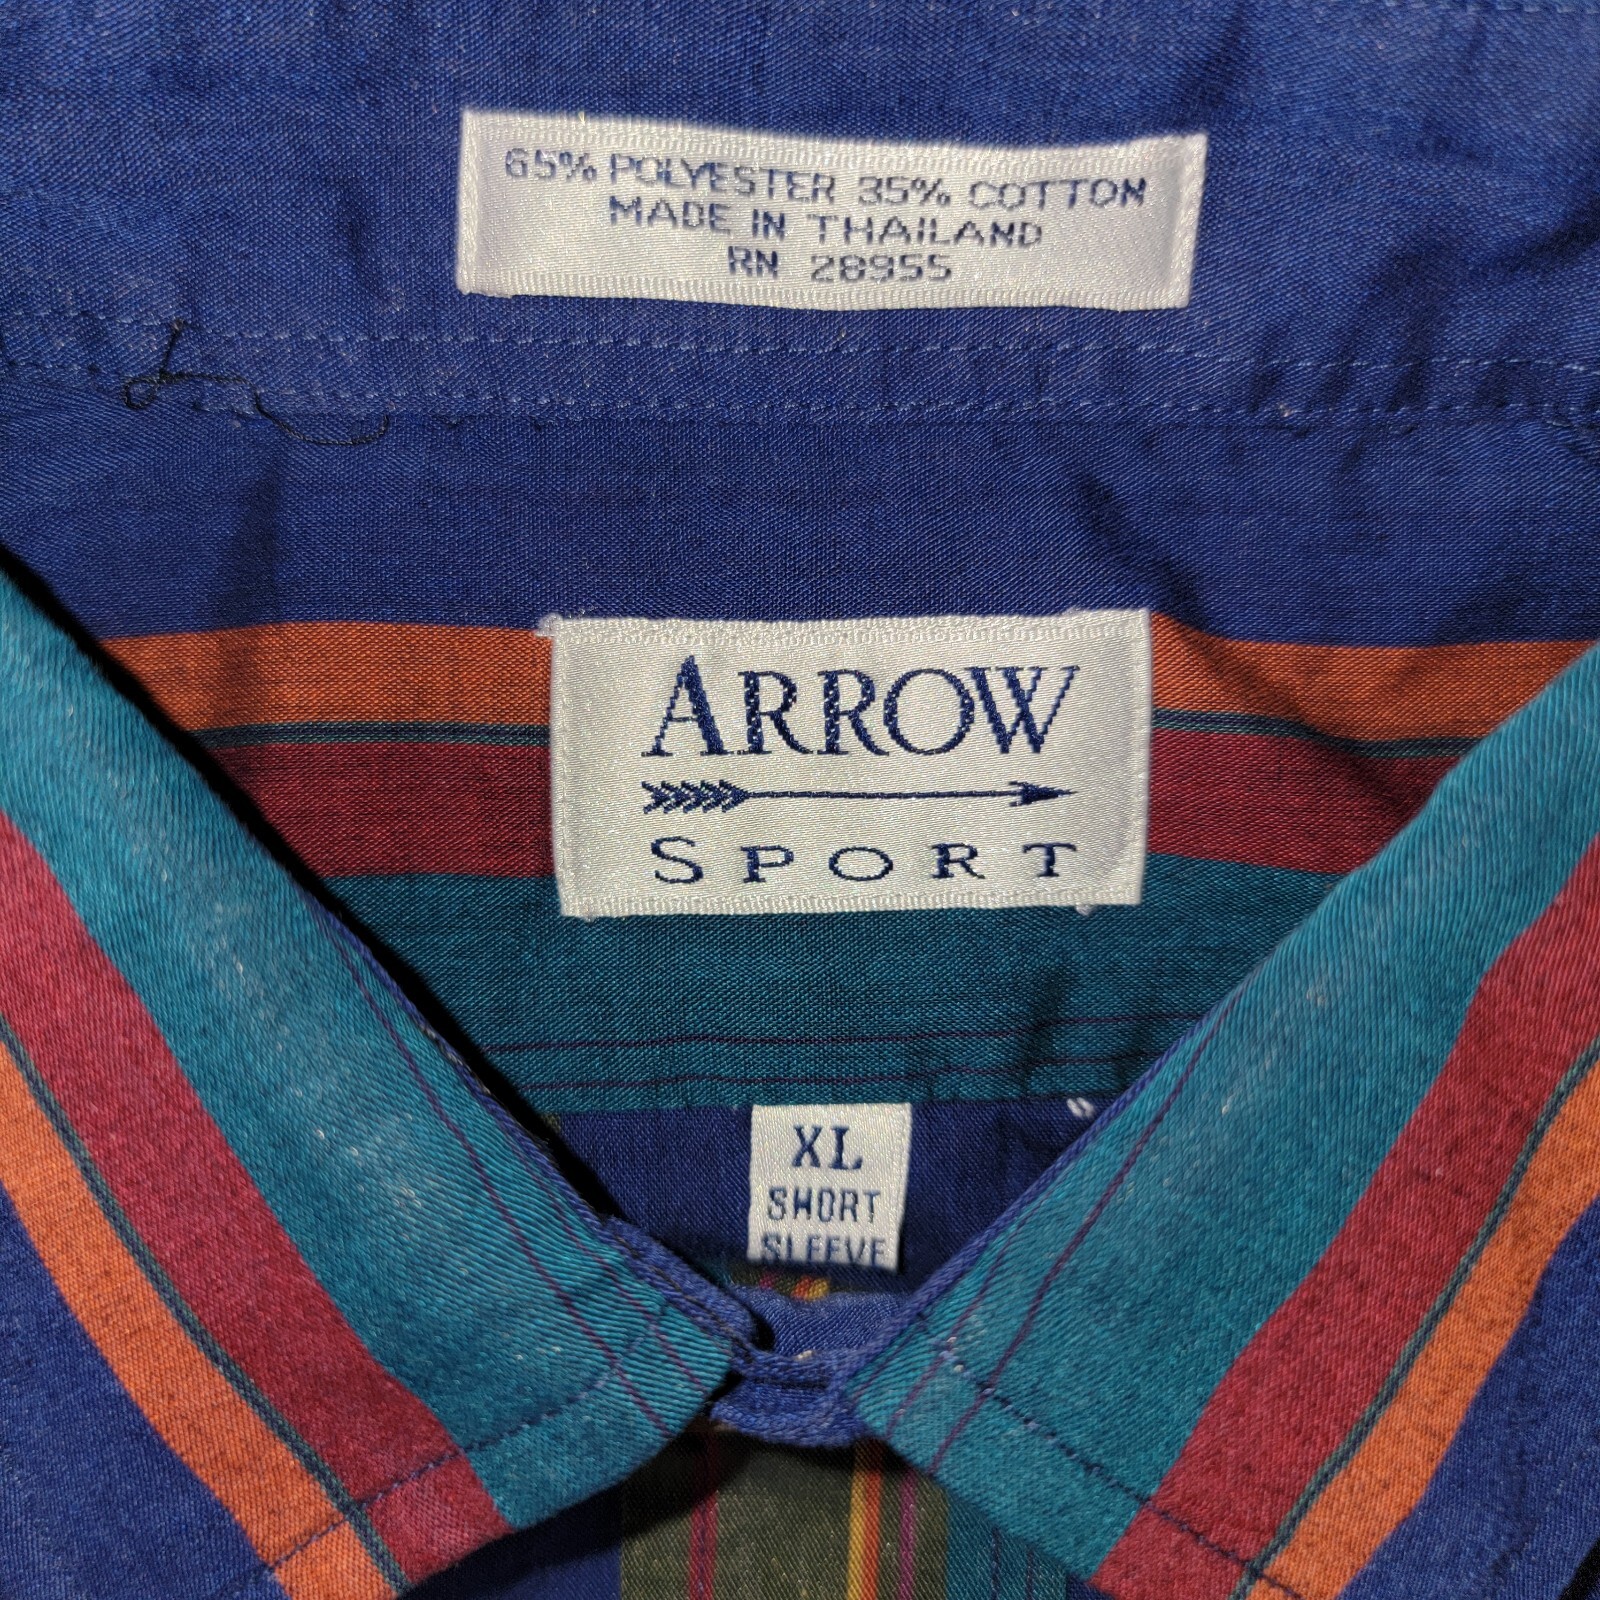 65% POLYESTER 35% COTTON
MADE IN THAILAND
RN 28955
ARROW
SPORT
XL
SHORT
SLEEVE